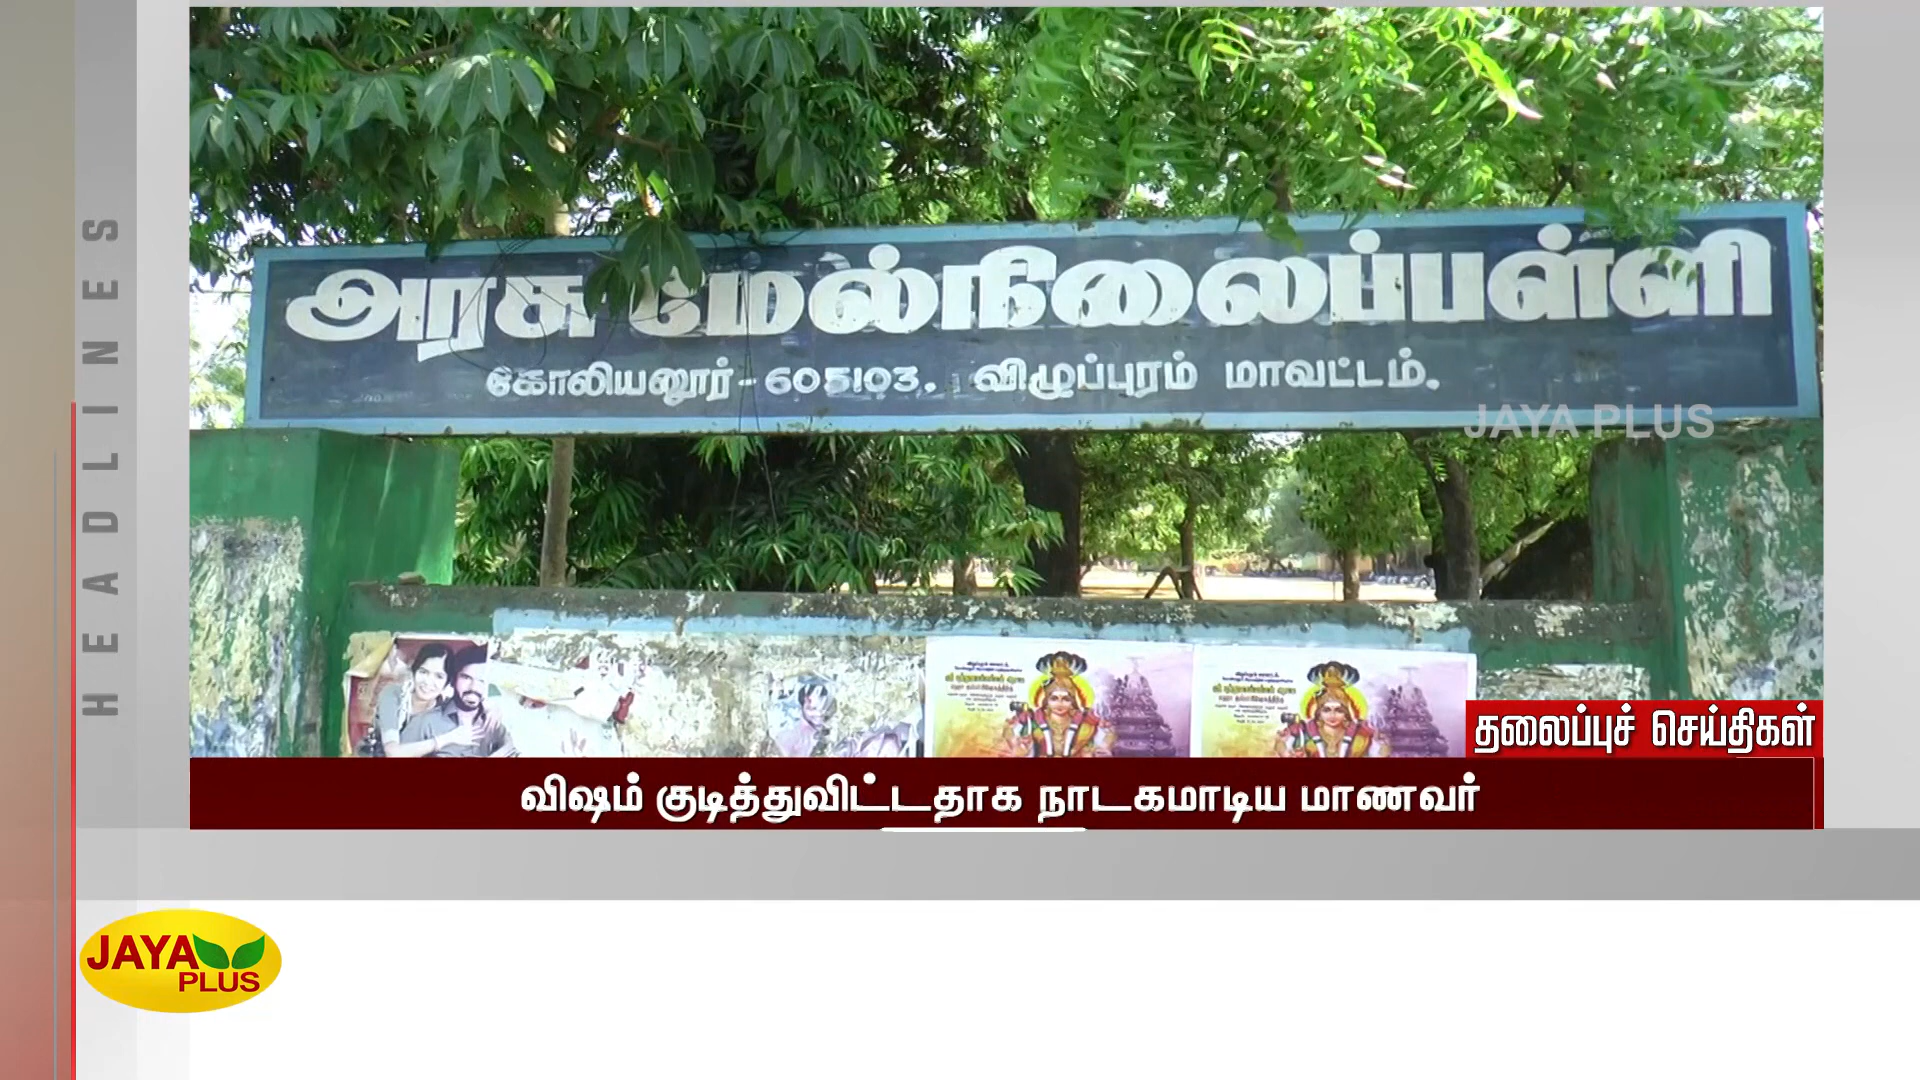 HEADLINES
அரசு மேல்நிலைப்பள்ளி
கோலியனூர் - 605103. விழுப்புரம் மாவட்டம்.
JAYA PLUS
தலைப்புச் செய்திகள்
விஷம் குடித்துவிட்டதாக நாடகமாடிய மாணவர்
JAYA
PLUS